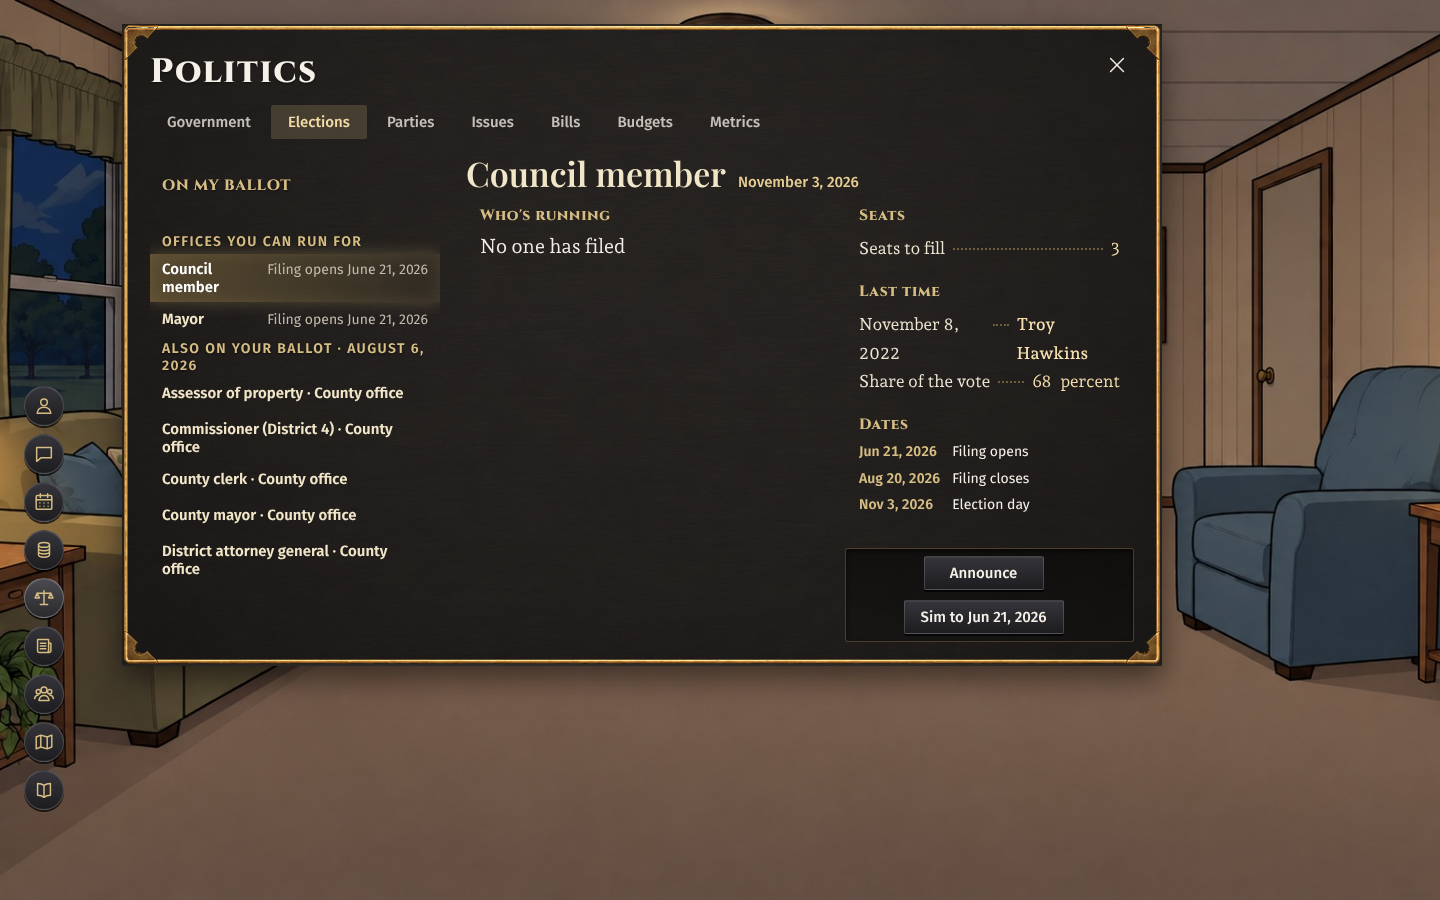 Politics
Government
Elections
Parties
Issues
Bills
Budgets
Metrics
ON MY BALLOT
OFFICES YOU CAN RUN FOR
Council member
Filing opens June 21, 2026
Mayor
Filing opens June 21, 2026
ALSO ON YOUR BALLOT · AUGUST 6,
2026
Assessor of property · County office
Commissioner (District 4) · County
office
County clerk · County office
County mayor · County office
District attorney general · County
office
Council member November 3, 2026
Who's running
No one has filed
Seats
Seats to fill 3
Last time
November 8, 2022
Troy Hawkins
Share of the vote 68 percent
Dates
Jun 21, 2026 Filing opens
Aug 20, 2026 Filing closes
Nov 3, 2026 Election day
Announce
Sim to Jun 21, 2026